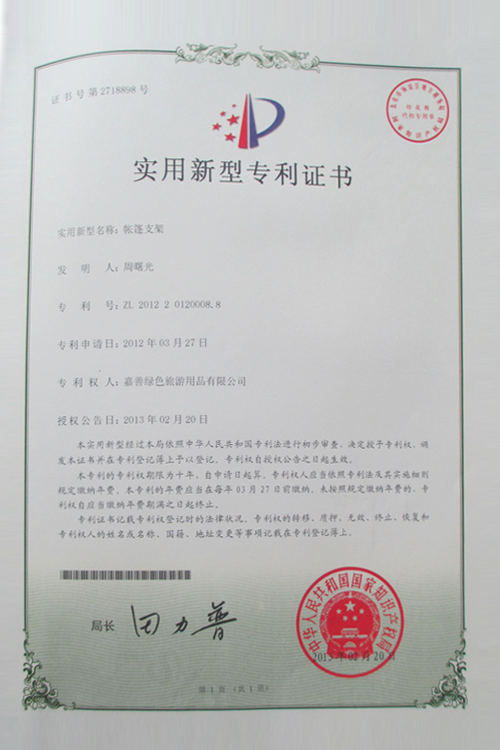 证书号第2718898号
实用新型专利证书
实用新型名称：帐篷支架
发明人：周曙光
专利号：ZL 2012 2 0120008.8
专利申请日：2012年03月27日
专利权人：嘉善绿色旅游用品有限公司
授权公告日：2013年02月20日
本实用新型经过本局依照中华人民共和国专利法进行初步审查，决定授予专利权，颁
发本证书并在专利登记簿上予以登记。专利权自授权公告之日起生效。
本专利的专利权期限为十年，自申请日起算。专利权人应当依照专利法及其实施细则
规定缴纳年费。本专利的年费应当在每年03月27日前缴纳。未按照规定缴纳年费的，专
利权自应当缴纳年费期满之日起终止。
专利证书记载专利权登记时的法律状况。专利权的转移、质押、无效、终止、恢复和
专利权人的姓名或名称、国籍、地址变更等事项记载在专利登记簿上。
局长 田力普
中华人民共和国国家知识产权局
2013年02月20日
第1页（共1页）